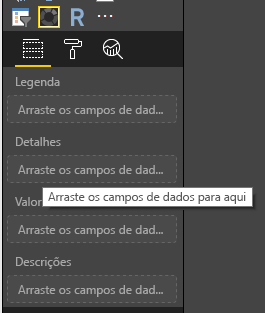 R ...
Legenda
Arraste os campos de dad...
Detalhes
Arraste os campos de dad...
Arraste os campos de dados para aqui
Valor
Arraste os campos de dad...
Descrições
Arraste os campos de dad...